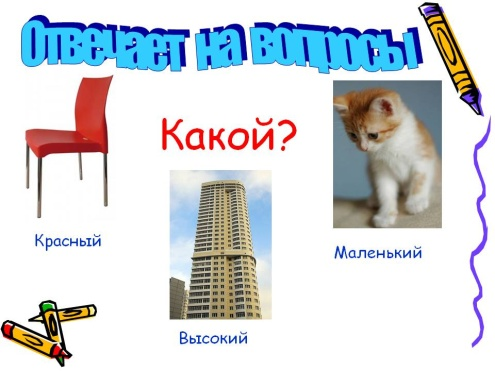 Отвечает на вопросы
Какой?
Красный
Маленький
Высокий